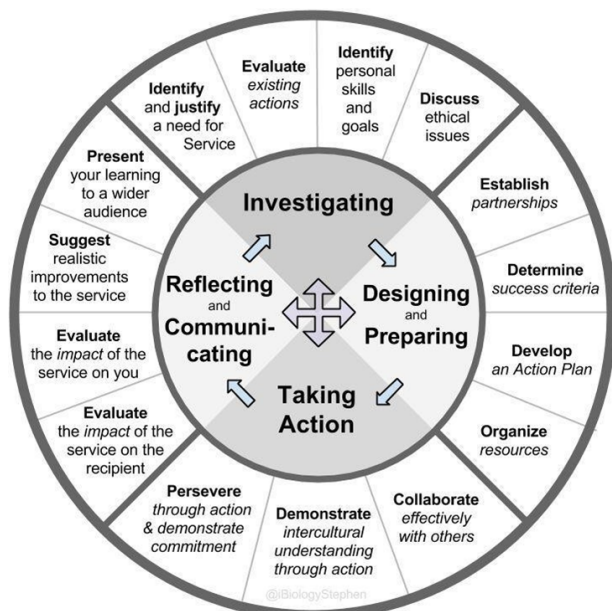 Identify
and justify
a need for
Service
Evaluate
existing
actions
Identify
personal
skills
and
goals
Discuss
ethical
issues
Establish
partnerships
Determine
success criteria
Develop
an Action Plan
Organize
resources
Collaborate
effectively
with others
Demonstrate
intercultural
understanding
through action
Persevere
through action
& demonstrate
commitment
Evaluate
the impact of the
service on the
recipient
Evaluate
the impact of the
service on you
Suggest
realistic
improvements
to the service
Present
your learning
to a wider
audience
Investigating
Designing
and
Preparing
Taking
Action
Reflecting
and
Communi-
cating
@iBiologyStephen